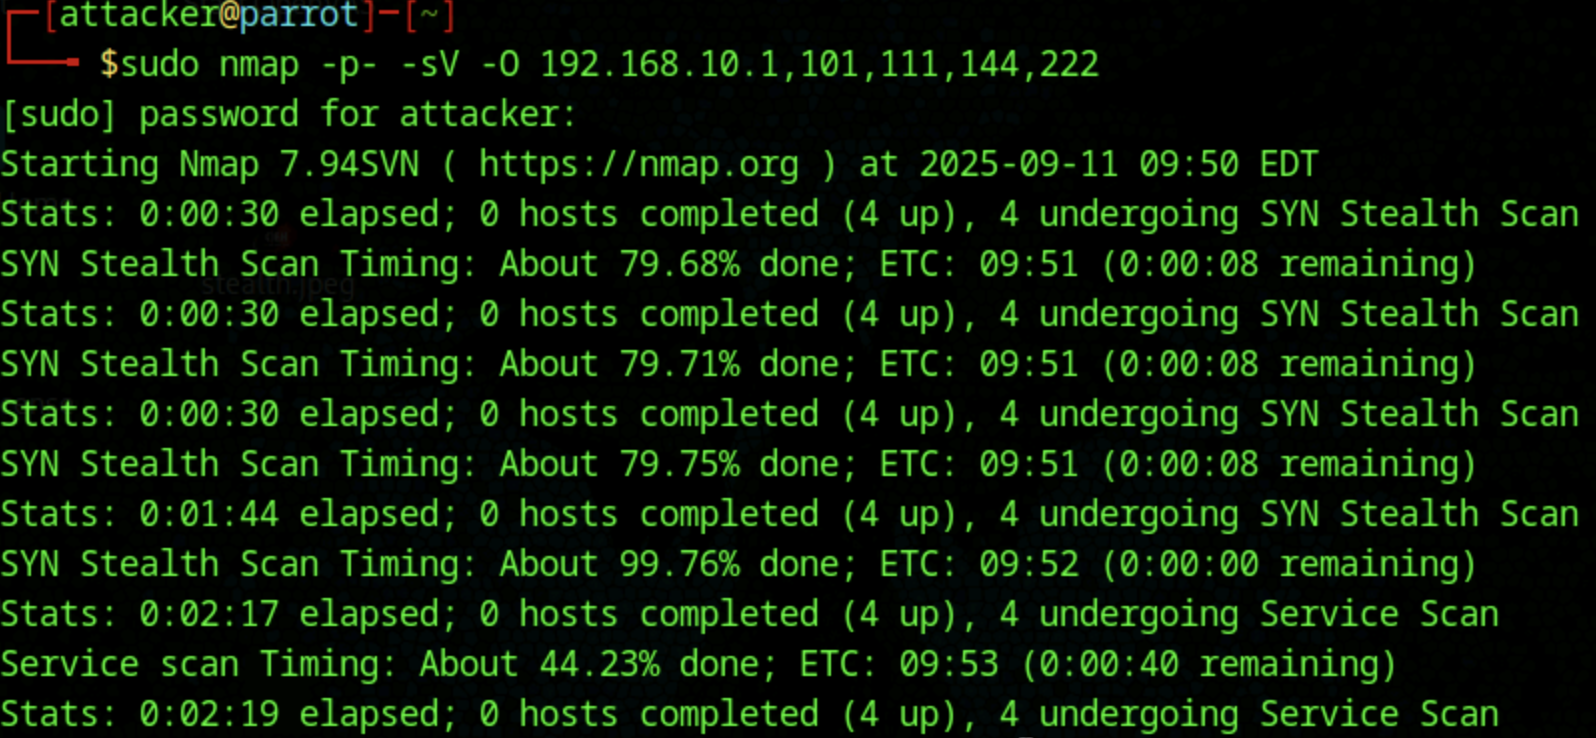 [attacker@parrot]─[~]
$sudo nmap -p- -sV -O 192.168.10.1,101,111,144,222
[sudo] password for attacker:
Starting Nmap 7.94SVN ( https://nmap.org ) at 2025-09-11 09:50 EDT
Stats: 0:00:30 elapsed; 0 hosts completed (4 up), 4 undergoing SYN Stealth Scan
SYN Stealth Scan Timing: About 79.68% done; ETC: 09:51 (0:00:08 remaining)
stealth.jpeg
Stats: 0:00:30 elapsed; 0 hosts completed (4 up), 4 undergoing SYN Stealth Scan
SYN Stealth Scan Timing: About 79.71% done; ETC: 09:51 (0:00:08 remaining)
Stats: 0:00:30 elapsed; 0 hosts completed (4 up), 4 undergoing SYN Stealth Scan
SYN Stealth Scan Timing: About 79.75% done; ETC: 09:51 (0:00:08 remaining)
Stats: 0:01:44 elapsed; 0 hosts completed (4 up), 4 undergoing SYN Stealth Scan
SYN Stealth Scan Timing: About 99.76% done; ETC: 09:52 (0:00:00 remaining)
Stats: 0:02:17 elapsed; 0 hosts completed (4 up), 4 undergoing Service Scan
Service scan Timing: About 44.23% done; ETC: 09:53 (0:00:40 remaining)
Stats: 0:02:19 elapsed; 0 hosts completed (4 up), 4 undergoing Service Scan